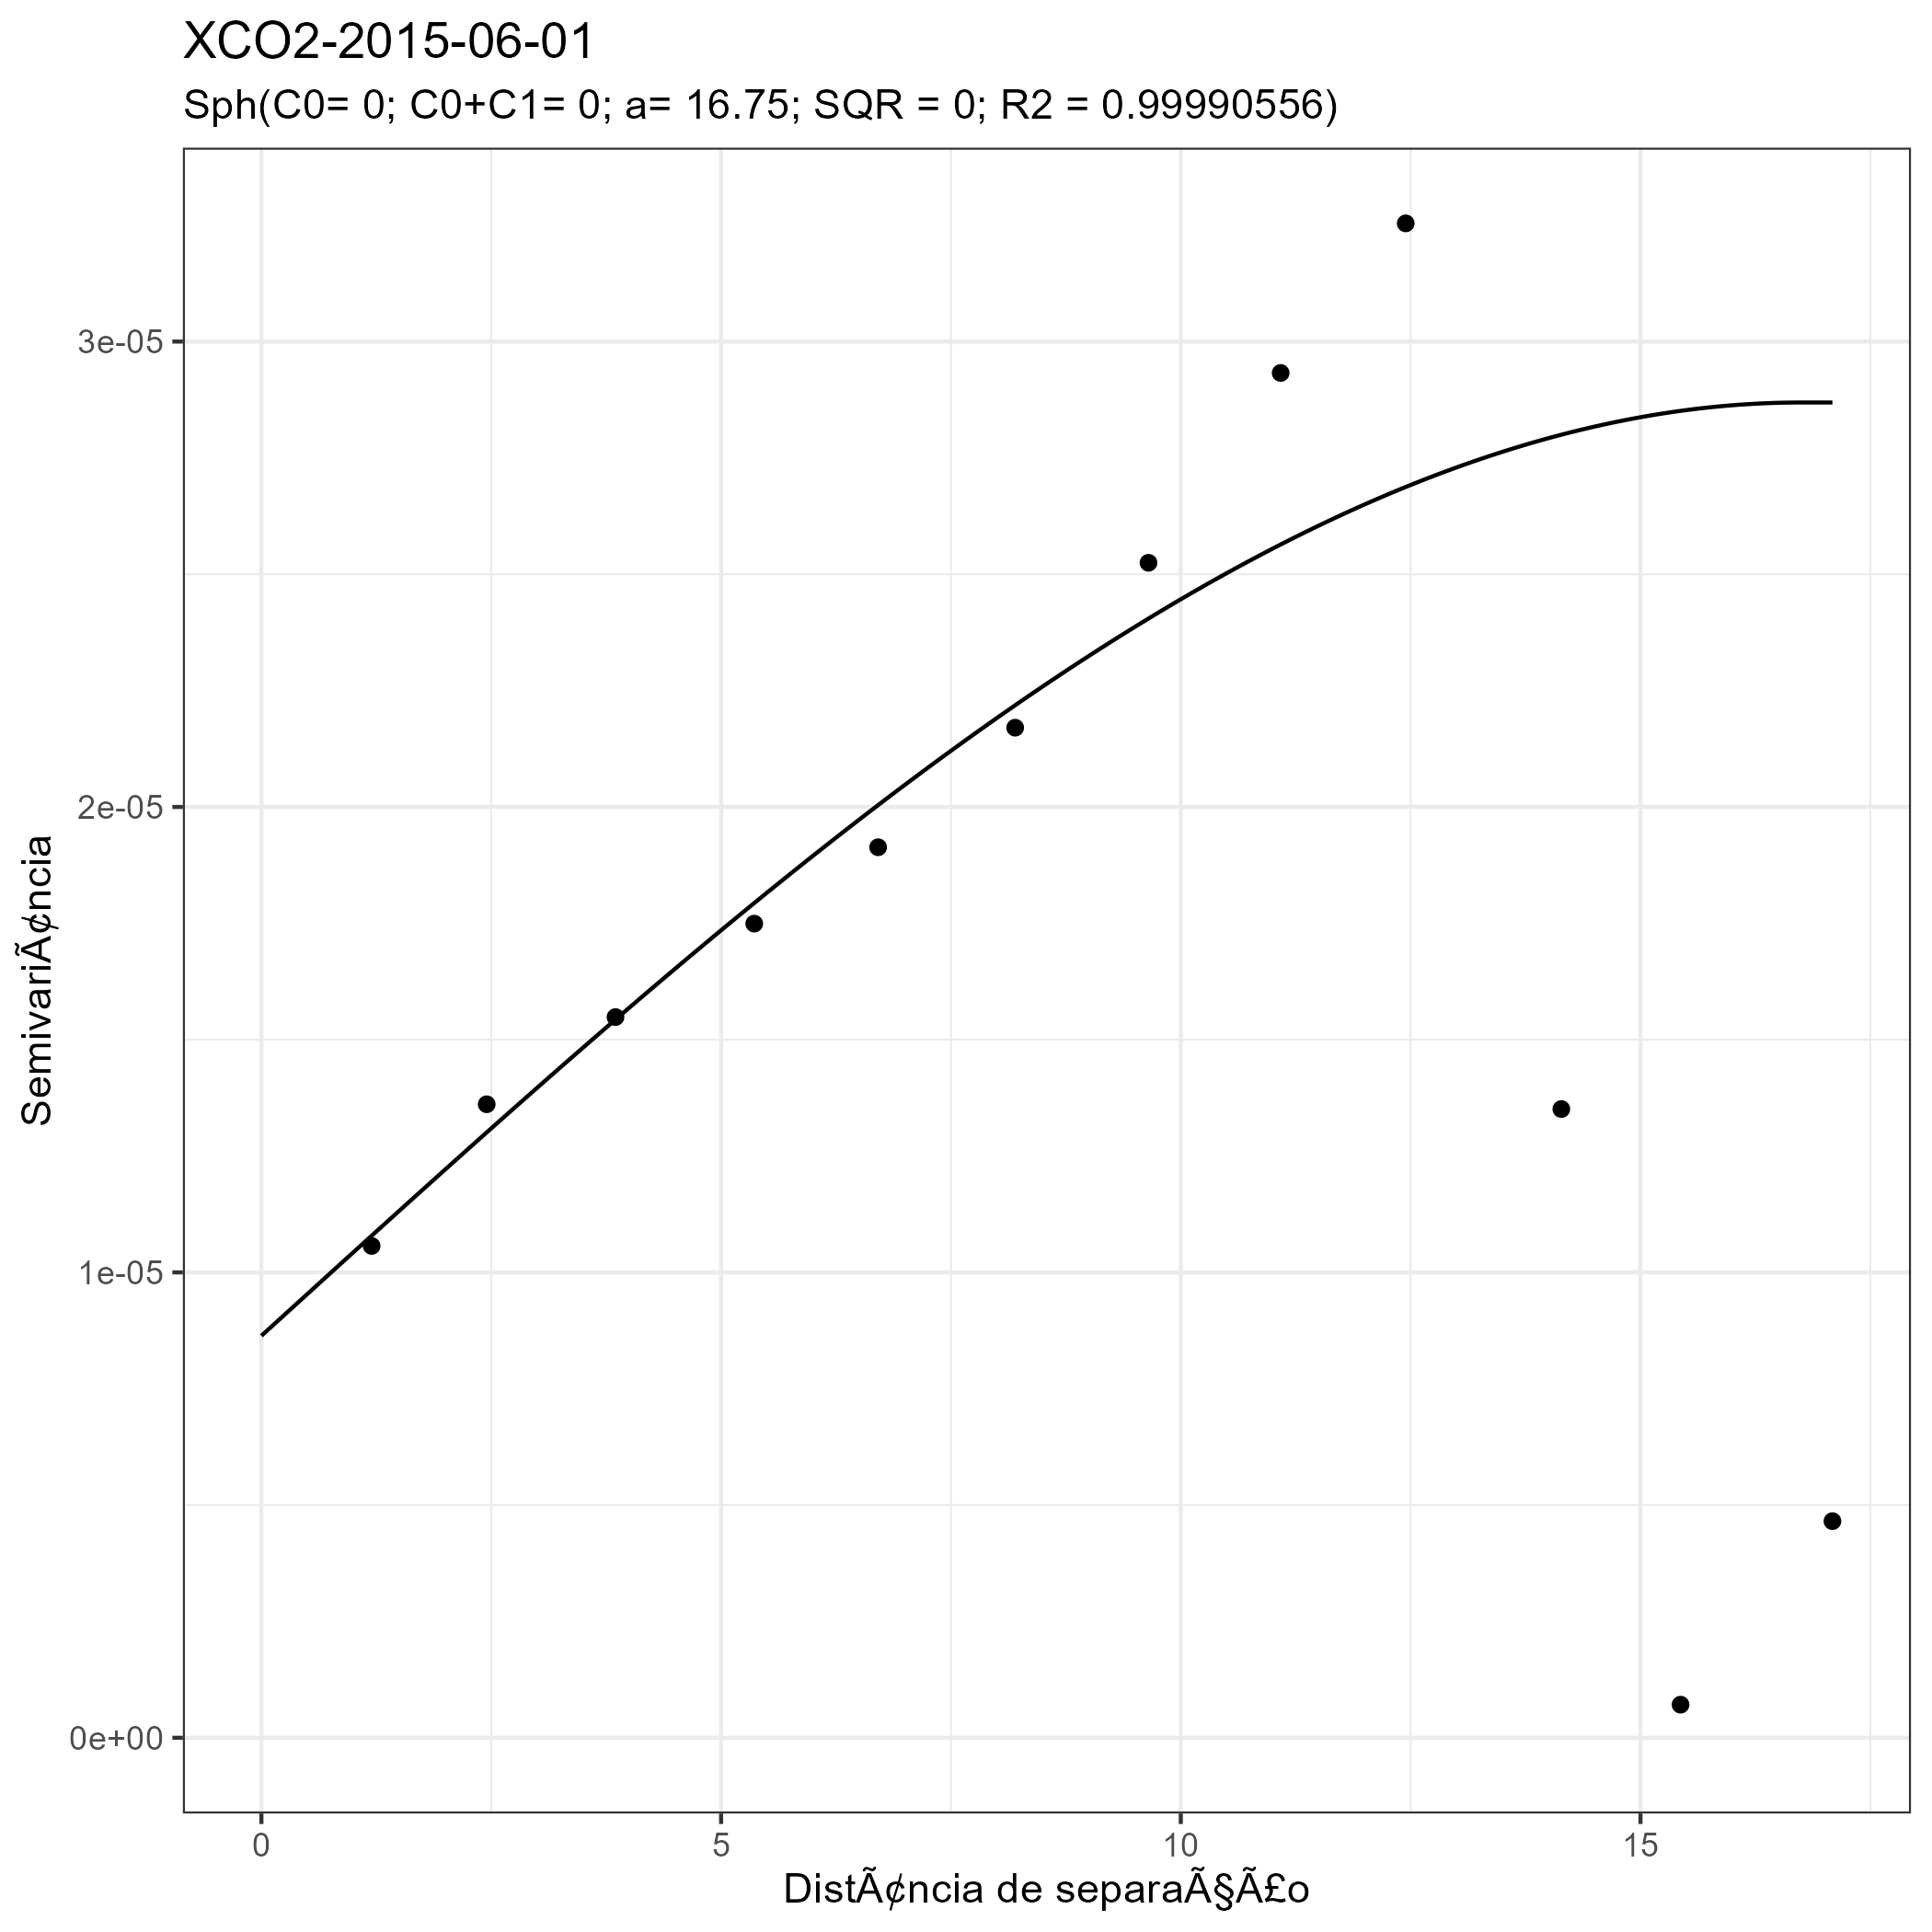 XCO2-2015-06-01
Sph(C0= 0; C0+C1= 0; a= 16.75; SQR = 0; R2 = 0.99990556)
SemivariÃ¢ncia
3e-05
2e-05
1e-05
0e+00
0
5
10
15
DistÃ¢ncia de separaÃ§Ã£o